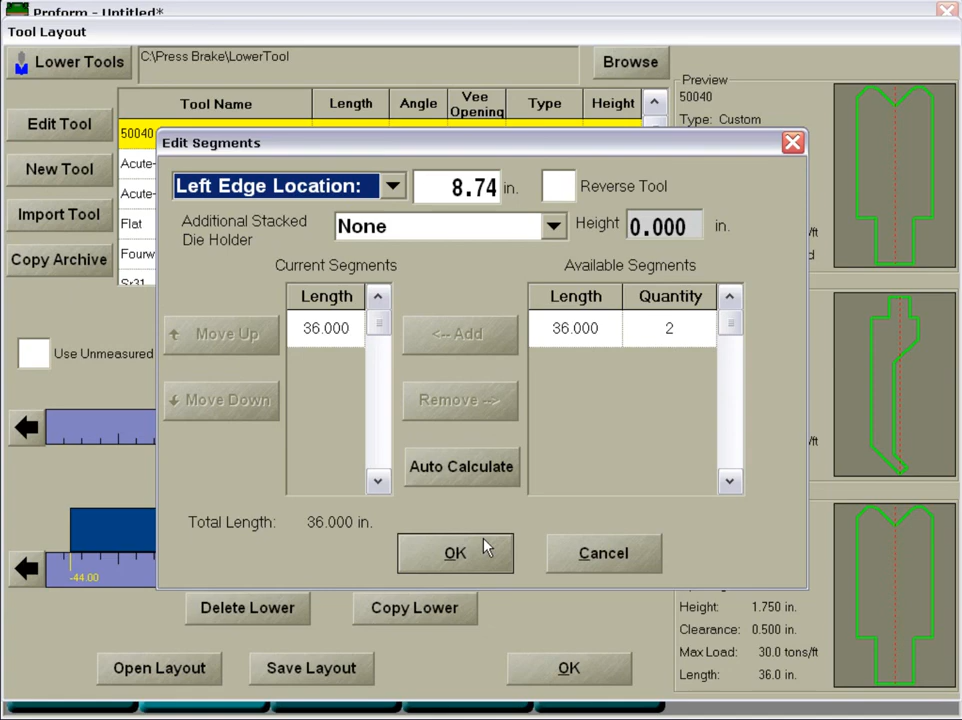 Proform - Untitled*
Tool Layout
Lower Tools
C:\Press Brake\LowerTool
Browse
Preview
50040
Type: Custom
Tool Name
Length
Angle
Vee
Opening
Type
Height
Edit Tool
New Tool
Import Tool
Copy Archive
50040
Acute-
Acute-
Flat
Fourw
Edit Segments
Left Edge Location:
8.74 in.
Reverse Tool
Additional Stacked
Die Holder
None
Height
0.000 in.
Current Segments
Available Segments
Length
Length
Quantity
36.000
36.000
2
Move Up
<-- Add
Move Down
Remove -->
Auto Calculate
Total Length: 36.000 in.
OK
Cancel
Use Unmeasured
-44.00
Delete Lower
Copy Lower
Height: 1.750 in.
Clearance: 0.500 in.
Max Load: 30.0 tons/ft
Length: 36.0 in.
Open Layout
Save Layout
OK